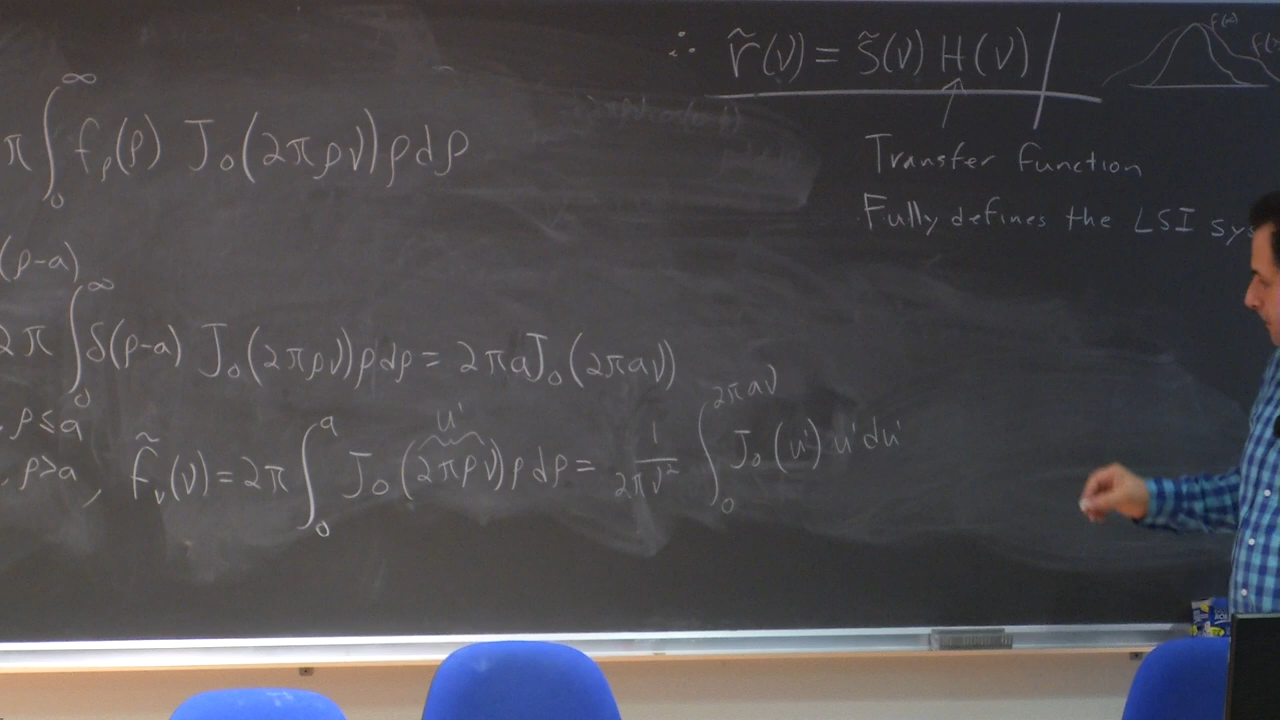 π ∫₀^∞ f_ρ(ρ) J₀(2πρν)ρdρ
(ρ-a)
2π ∫₀^∞ δ(ρ-a) J₀(2πρν)ρdρ = 2πaJ₀(2πaν)
, ρ≤a
, ρ>a, f̃_ν(ν) = 2π ∫₀^a J₀(2πρν)ρdρ = 1/(2πν²) ∫₀^(2πaν) J₀(u')u'du'
u'
∴ r̃(ν) = s̃(ν) H(ν)
Transfer function
Fully defines the LSI sys
f(x)